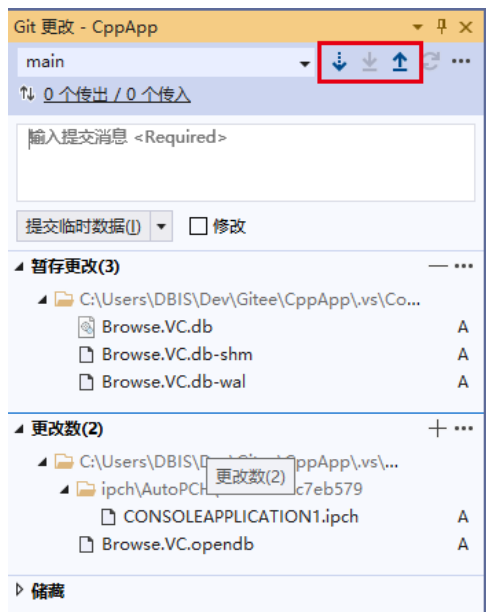 Git 更改 - CppApp
main
0 个传出 / 0 个传入
输入提交消息 <Required>
提交临时数据(I) 修改
暂存更改(3)
C:\Users\DBIS\Dev\Gitee\CppApp\.vs\Co...
Browse.VC.db A
Browse.VC.db-shm A
Browse.VC.db-wal A
更改数(2)
C:\Users\DBIS\ ppApp\.vs\...
更改数(2)
ipch\AutoPCH c7eb579
CONSOLEAPPLICATION1.ipch A
Browse.VC.opendb A
储藏